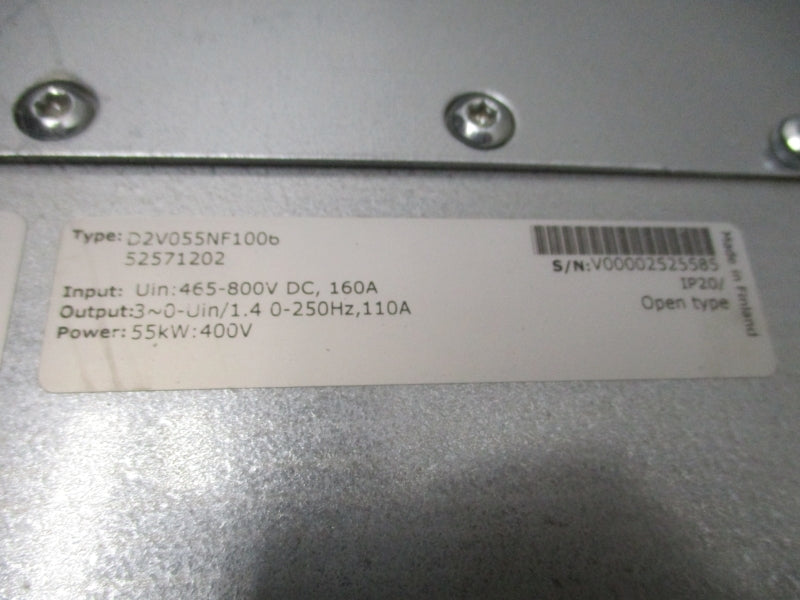 Type: D2V055NF100b
52571202
Input: Uin:465-800V DC, 160A
Output:3~0-Uin/1.4 0-250Hz,110A
Power: 55kW:400V
S/N:V00002525585
IP20/
Open type
Made in Finland